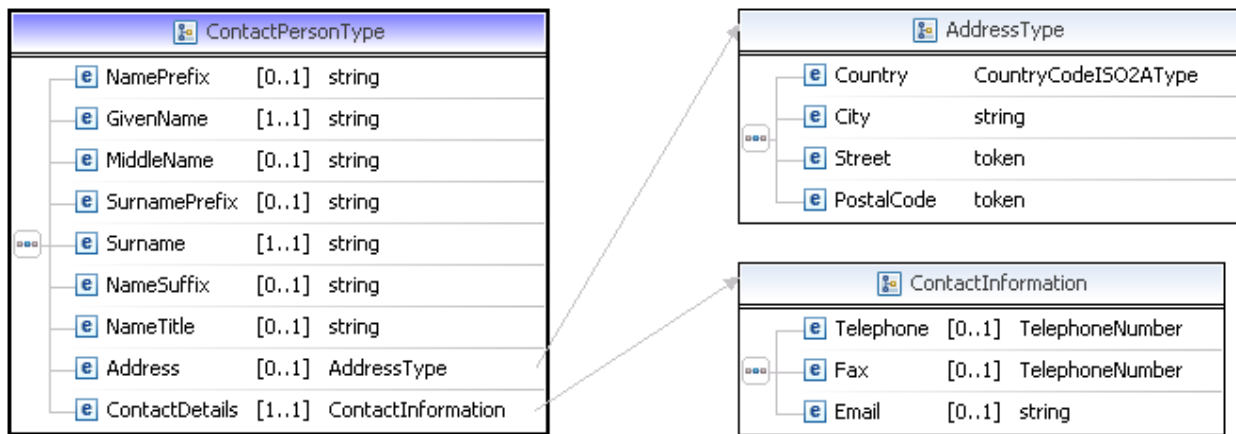 ContactPersonType
e NamePrefix [0..1] string
e GivenName [1..1] string
e MiddleName [0..1] string
e SurnamePrefix [0..1] string
e Surname [1..1] string
e NameSuffix [0..1] string
e NameTitle [0..1] string
e Address [0..1] AddressType
e ContactDetails [1..1] ContactInformation
AddressType
e Country CountryCodeISO2AType
e City string
e Street token
e PostalCode token
ContactInformation
e Telephone [0..1] TelephoneNumber
e Fax [0..1] TelephoneNumber
e Email [0..1] string